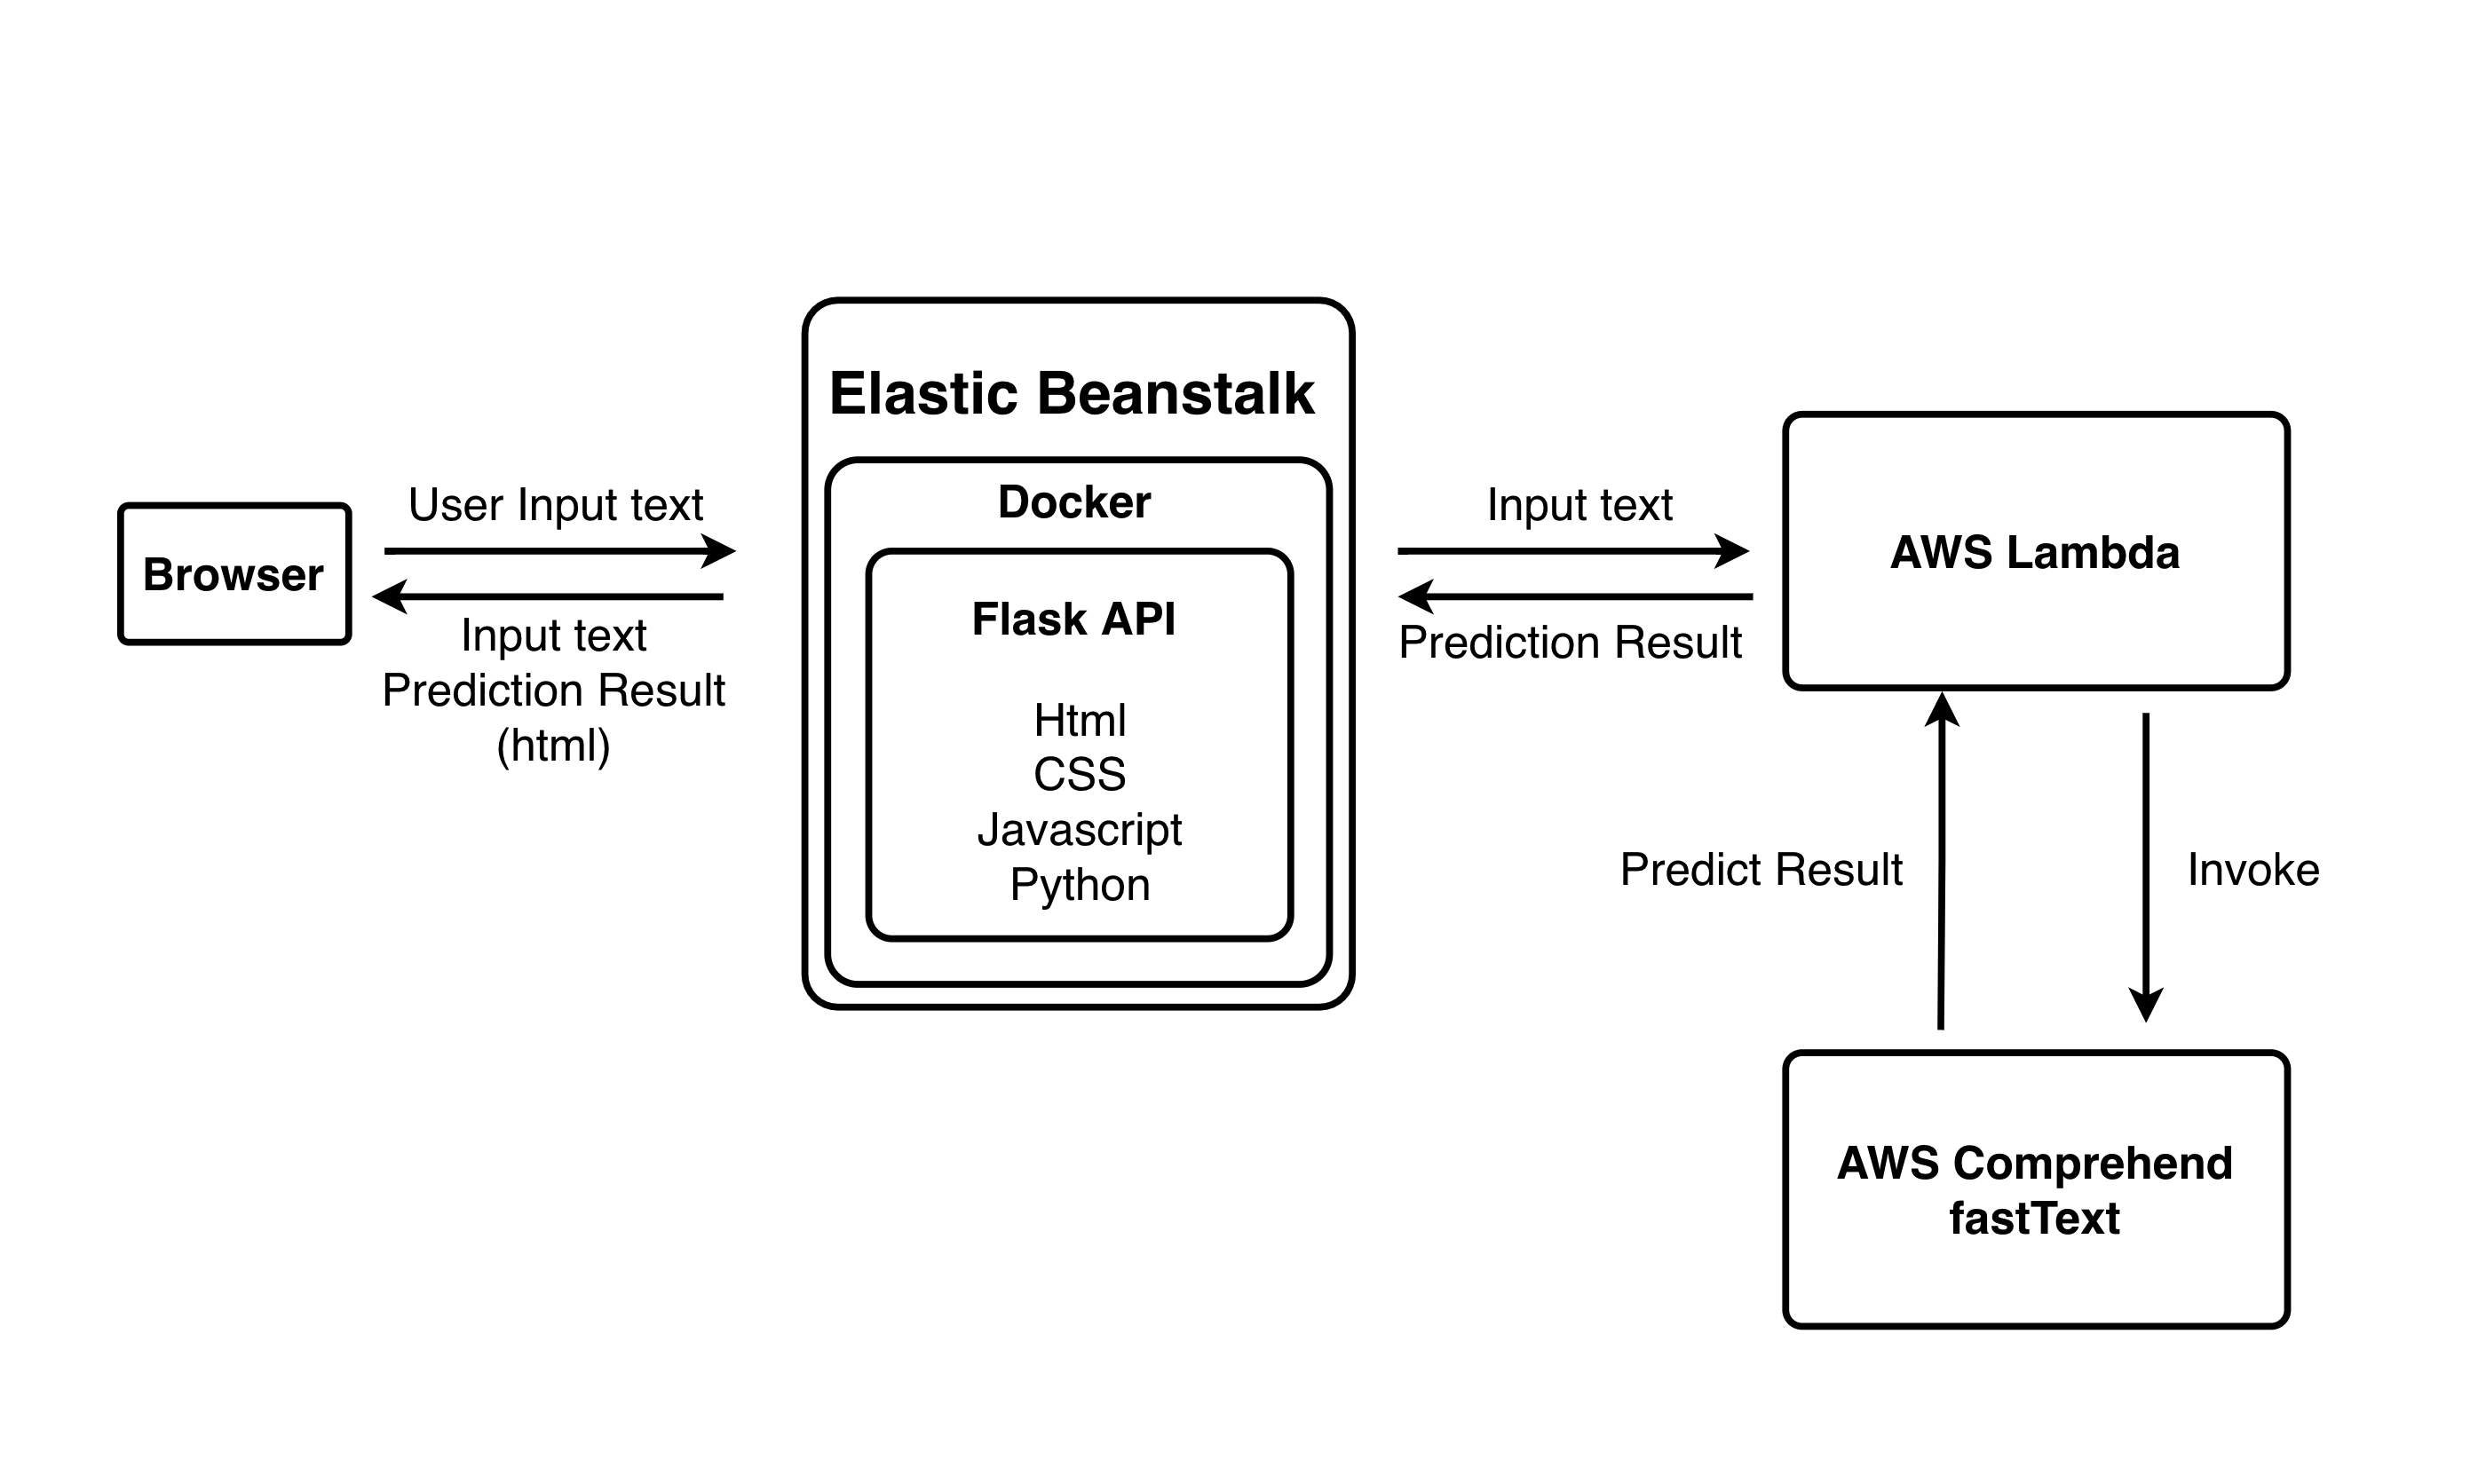 Browser
User Input text
Input text
Prediction Result
(html)
Elastic Beanstalk
Docker
Flask API
Html
CSS
Javascript
Python
Input text
Prediction Result
AWS Lambda
Predict Result
Invoke
AWS Comprehend
fastText